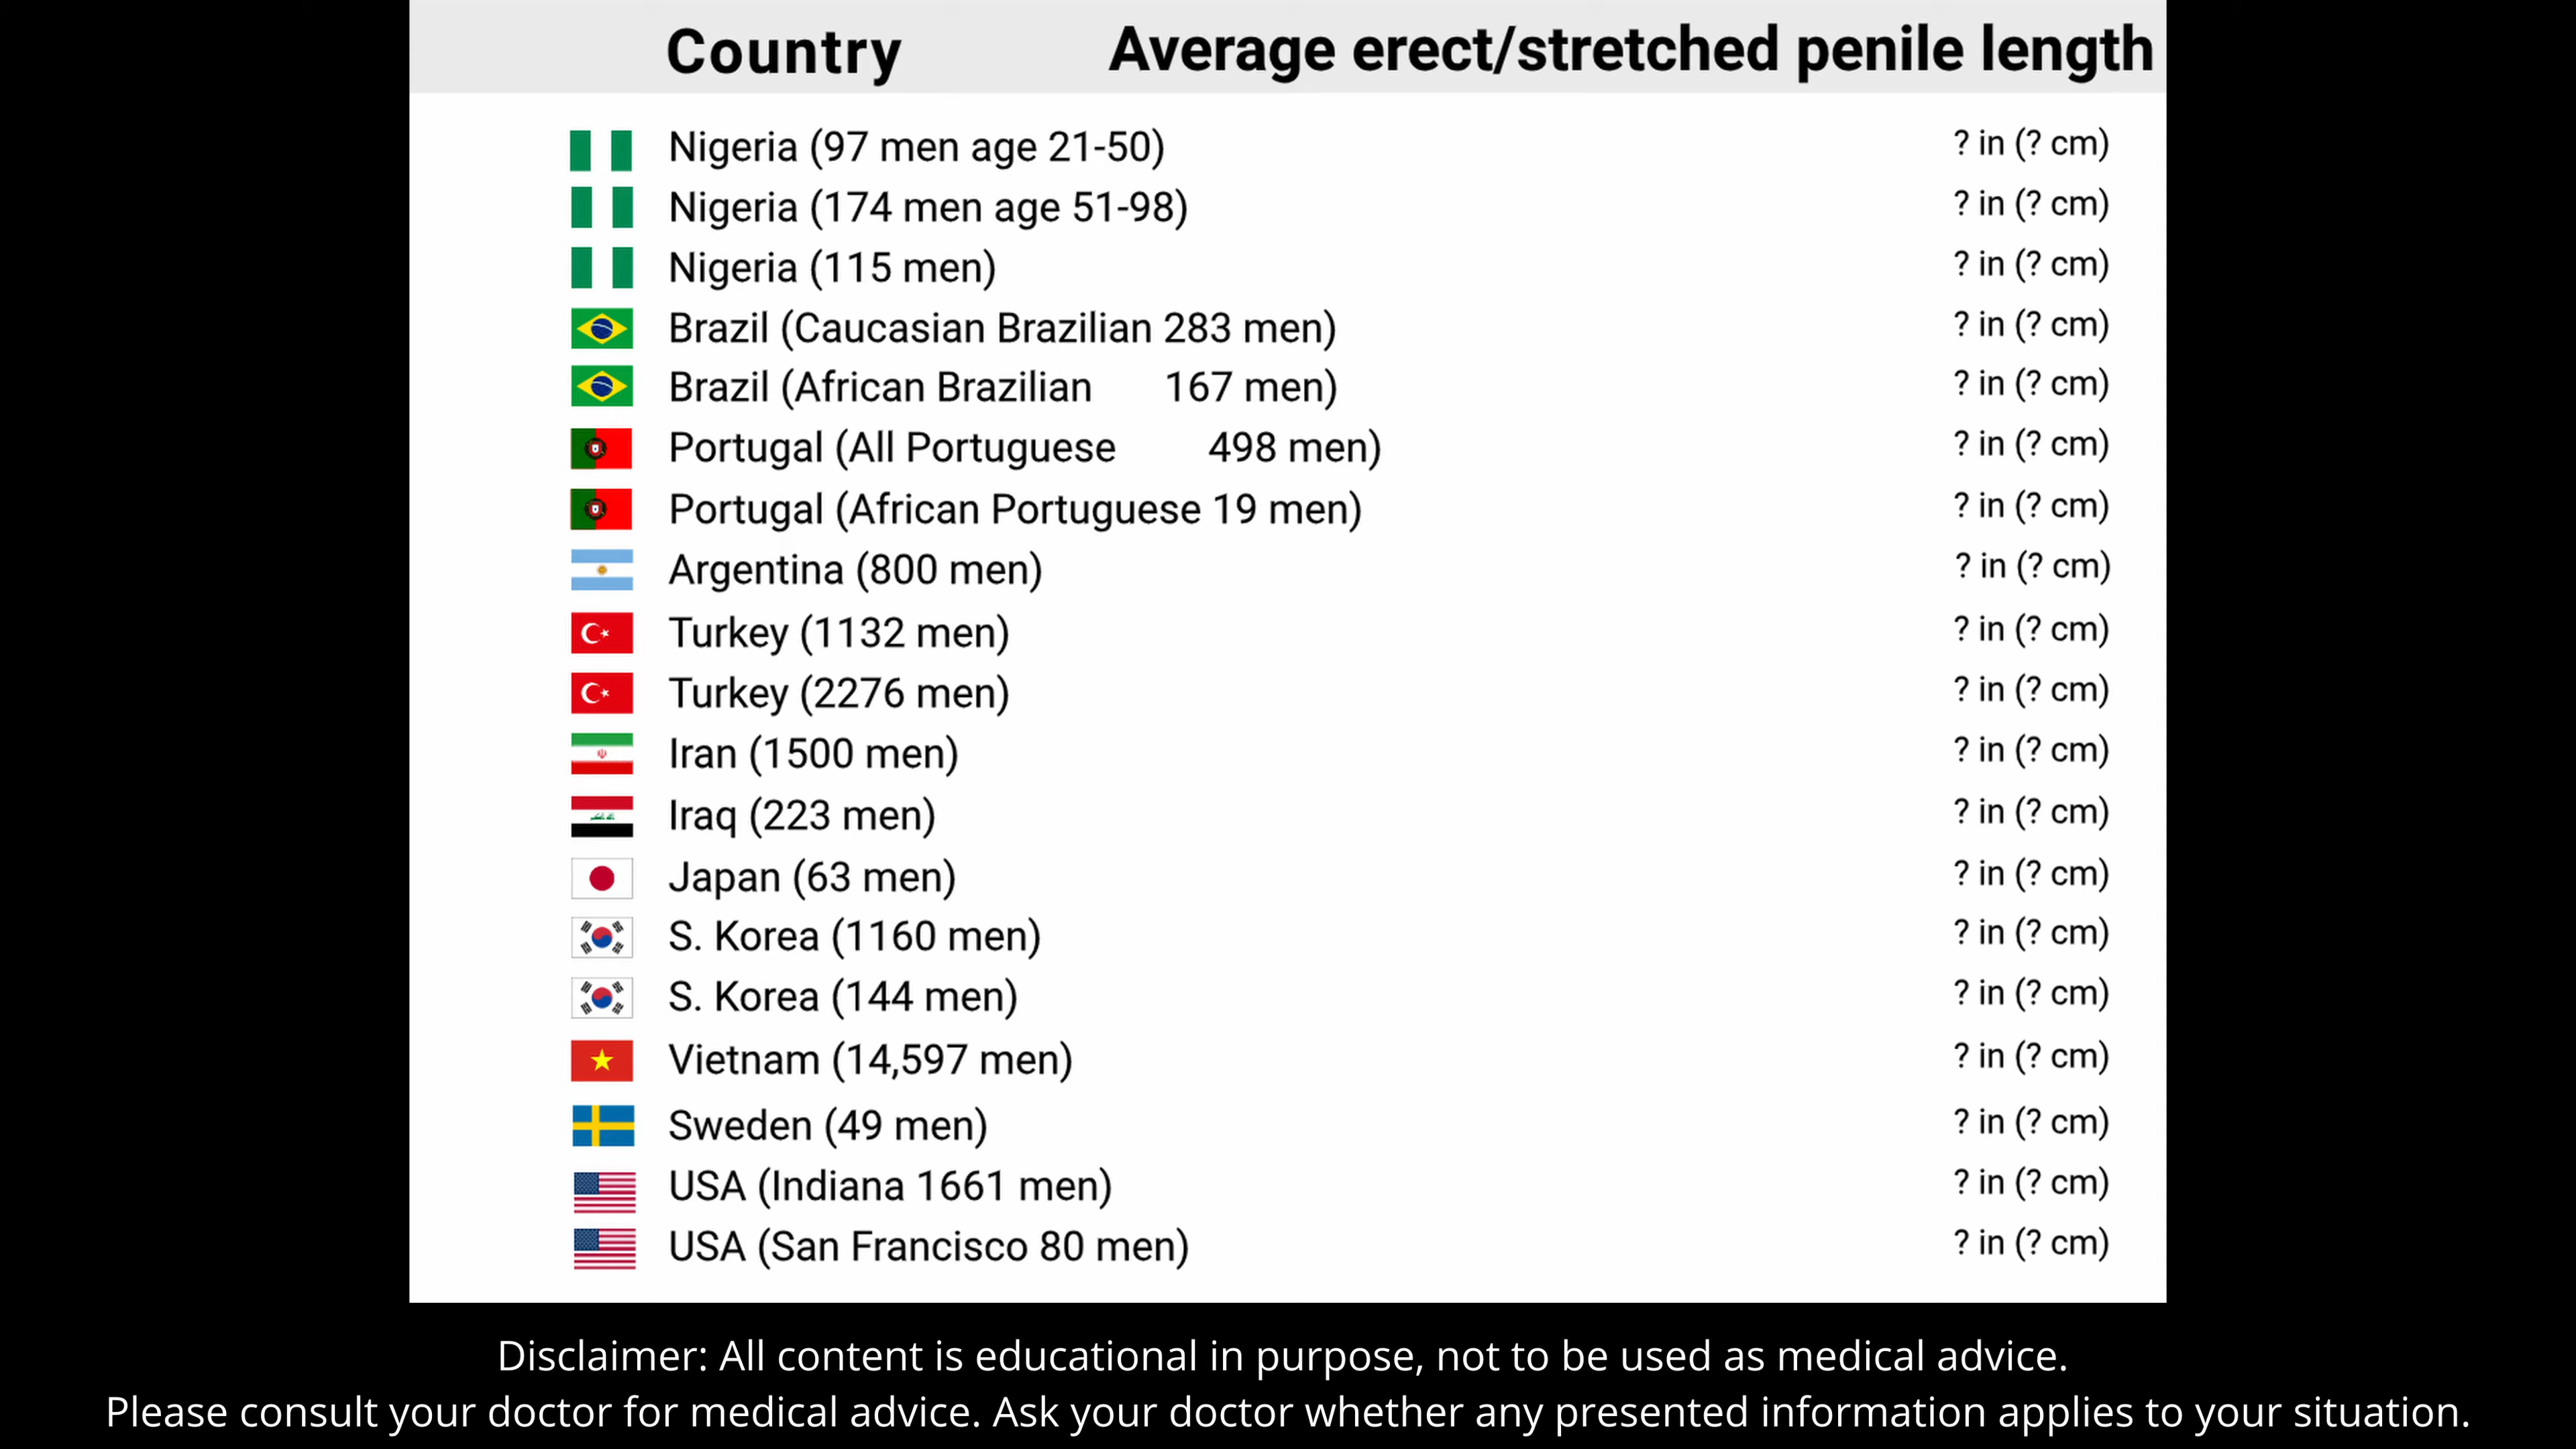 Country Average erect/stretched penile length
Nigeria (97 men age 21-50) ? in (? cm)
Nigeria (174 men age 51-98) ? in (? cm)
Nigeria (115 men) ? in (? cm)
Brazil (Caucasian Brazilian 283 men) ? in (? cm)
Brazil (African Brazilian 167 men) ? in (? cm)
Portugal (All Portuguese 498 men) ? in (? cm)
Portugal (African Portuguese 19 men) ? in (? cm)
Argentina (800 men) ? in (? cm)
Turkey (1132 men) ? in (? cm)
Turkey (2276 men) ? in (? cm)
Iran (1500 men) ? in (? cm)
Iraq (223 men) ? in (? cm)
Japan (63 men) ? in (? cm)
S. Korea (1160 men) ? in (? cm)
S. Korea (144 men) ? in (? cm)
Vietnam (14,597 men) ? in (? cm)
Sweden (49 men) ? in (? cm)
USA (Indiana 1661 men) ? in (? cm)
USA (San Francisco 80 men) ? in (? cm)
Disclaimer: All content is educational in purpose, not to be used as medical advice.
Please consult your doctor for medical advice. Ask your doctor whether any presented information applies to your situation.